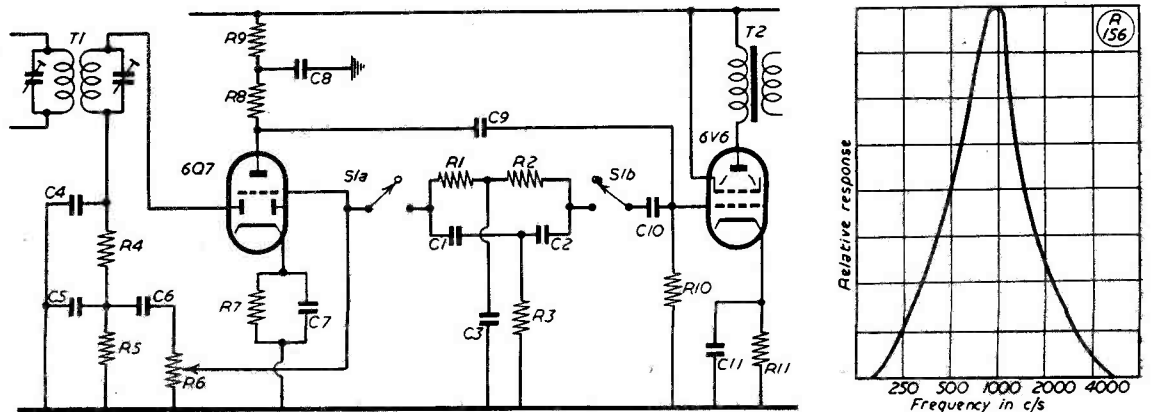 T1
C4
R4
C5
C6
R5
R6
R9
C8
R8
6Q7
R7
C7
S1a
C9
R1
R2
C1
C2
C3
R3
S1b
C10
R10
6V6
T2
C11
R11
R
156
Relative response
250 500 1000 2000 4000
Frequency in c/s